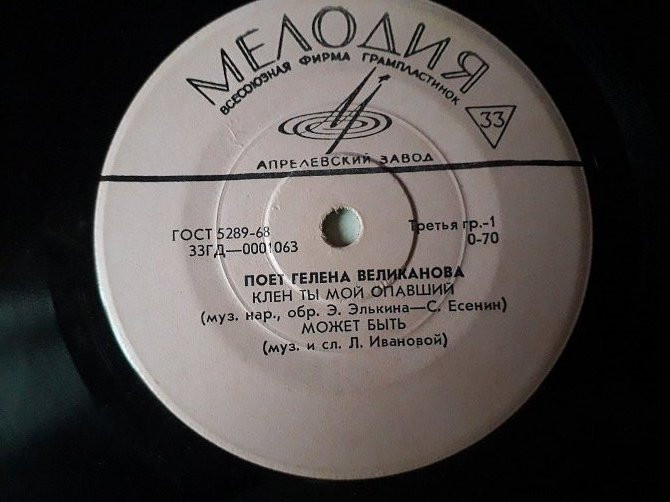 МЕЛОДИЯ
ВСЕСОЮЗНАЯ ФИРМА ГРАМПЛАСТИНОК
33
АПРЕЛЕВСКИЙ ЗАВОД
ГОСТ 5289-68
Третья гр.-1
33ГД—0001063
0-70
ПОЕТ ГЕЛЕНА ВЕЛИКАНОВА
КЛЕН ТЫ МОЙ ОПАВШИЙ
(муз. нар., обр. Э. Элькина—С. Есенин)
МОЖЕТ БЫТЬ
(муз. и сл. Л. Ивановой)